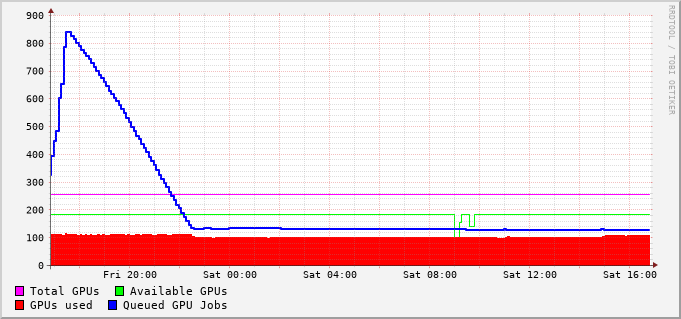 900
800
700
600
500
400
300
200
100
0
Fri 20:00 Sat 00:00 Sat 04:00 Sat 08:00 Sat 12:00 Sat 16:00
Total GPUs Available GPUs
GPUs used Queued GPU Jobs
RRDTOOL / TOBI OETIKER